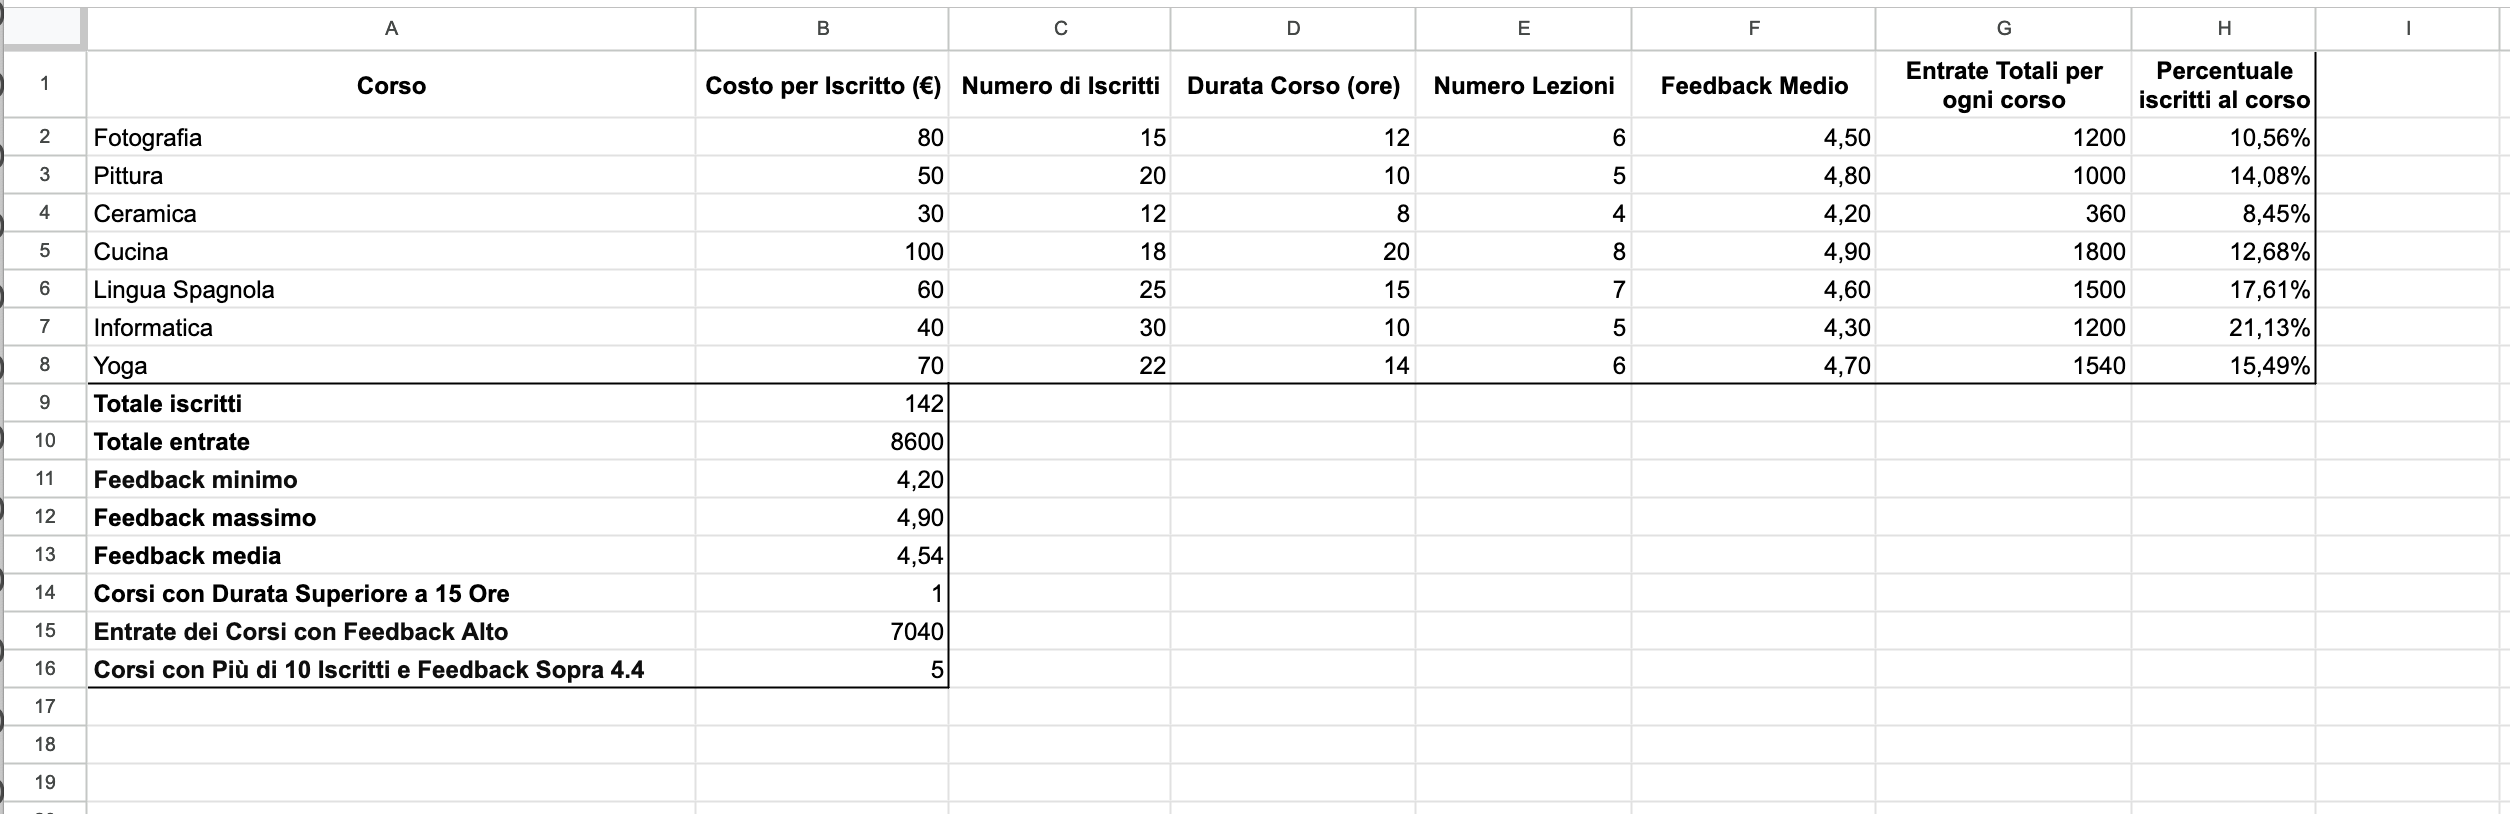 A B C D E F G H I
1 Corso Costo per Iscritto (€) Numero di Iscritti Durata Corso (ore) Numero Lezioni Feedback Medio Entrate Totali per ogni corso Percentuale iscritti al corso
2 Fotografia 80 15 12 6 4,50 1200 10,56%
3 Pittura 50 20 10 5 4,80 1000 14,08%
4 Ceramica 30 12 8 4 4,20 360 8,45%
5 Cucina 100 18 20 8 4,90 1800 12,68%
6 Lingua Spagnola 60 25 15 7 4,60 1500 17,61%
7 Informatica 40 30 10 5 4,30 1200 21,13%
8 Yoga 70 22 14 6 4,70 1540 15,49%
9 Totale iscritti 142
10 Totale entrate 8600
11 Feedback minimo 4,20
12 Feedback massimo 4,90
13 Feedback media 4,54
14 Corsi con Durata Superiore a 15 Ore 1
15 Entrate dei Corsi con Feedback Alto 7040
16 Corsi con Più di 10 Iscritti e Feedback Sopra 4.4 5
17
18
19